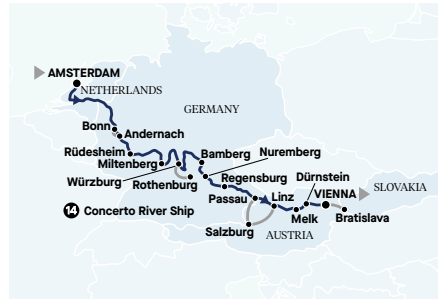 AMSTERDAM
NETHERLANDS
GERMANY
Bonn
Andernach
Rüdesheim
Miltenberg
Bamberg
Nuremberg
Würzburg
Rothenburg
Regensburg
Dürnstein
Passau
Linz
VIENNA
SLOVAKIA
14 Concerto River Ship
Melk
Bratislava
Salzburg
AUSTRIA